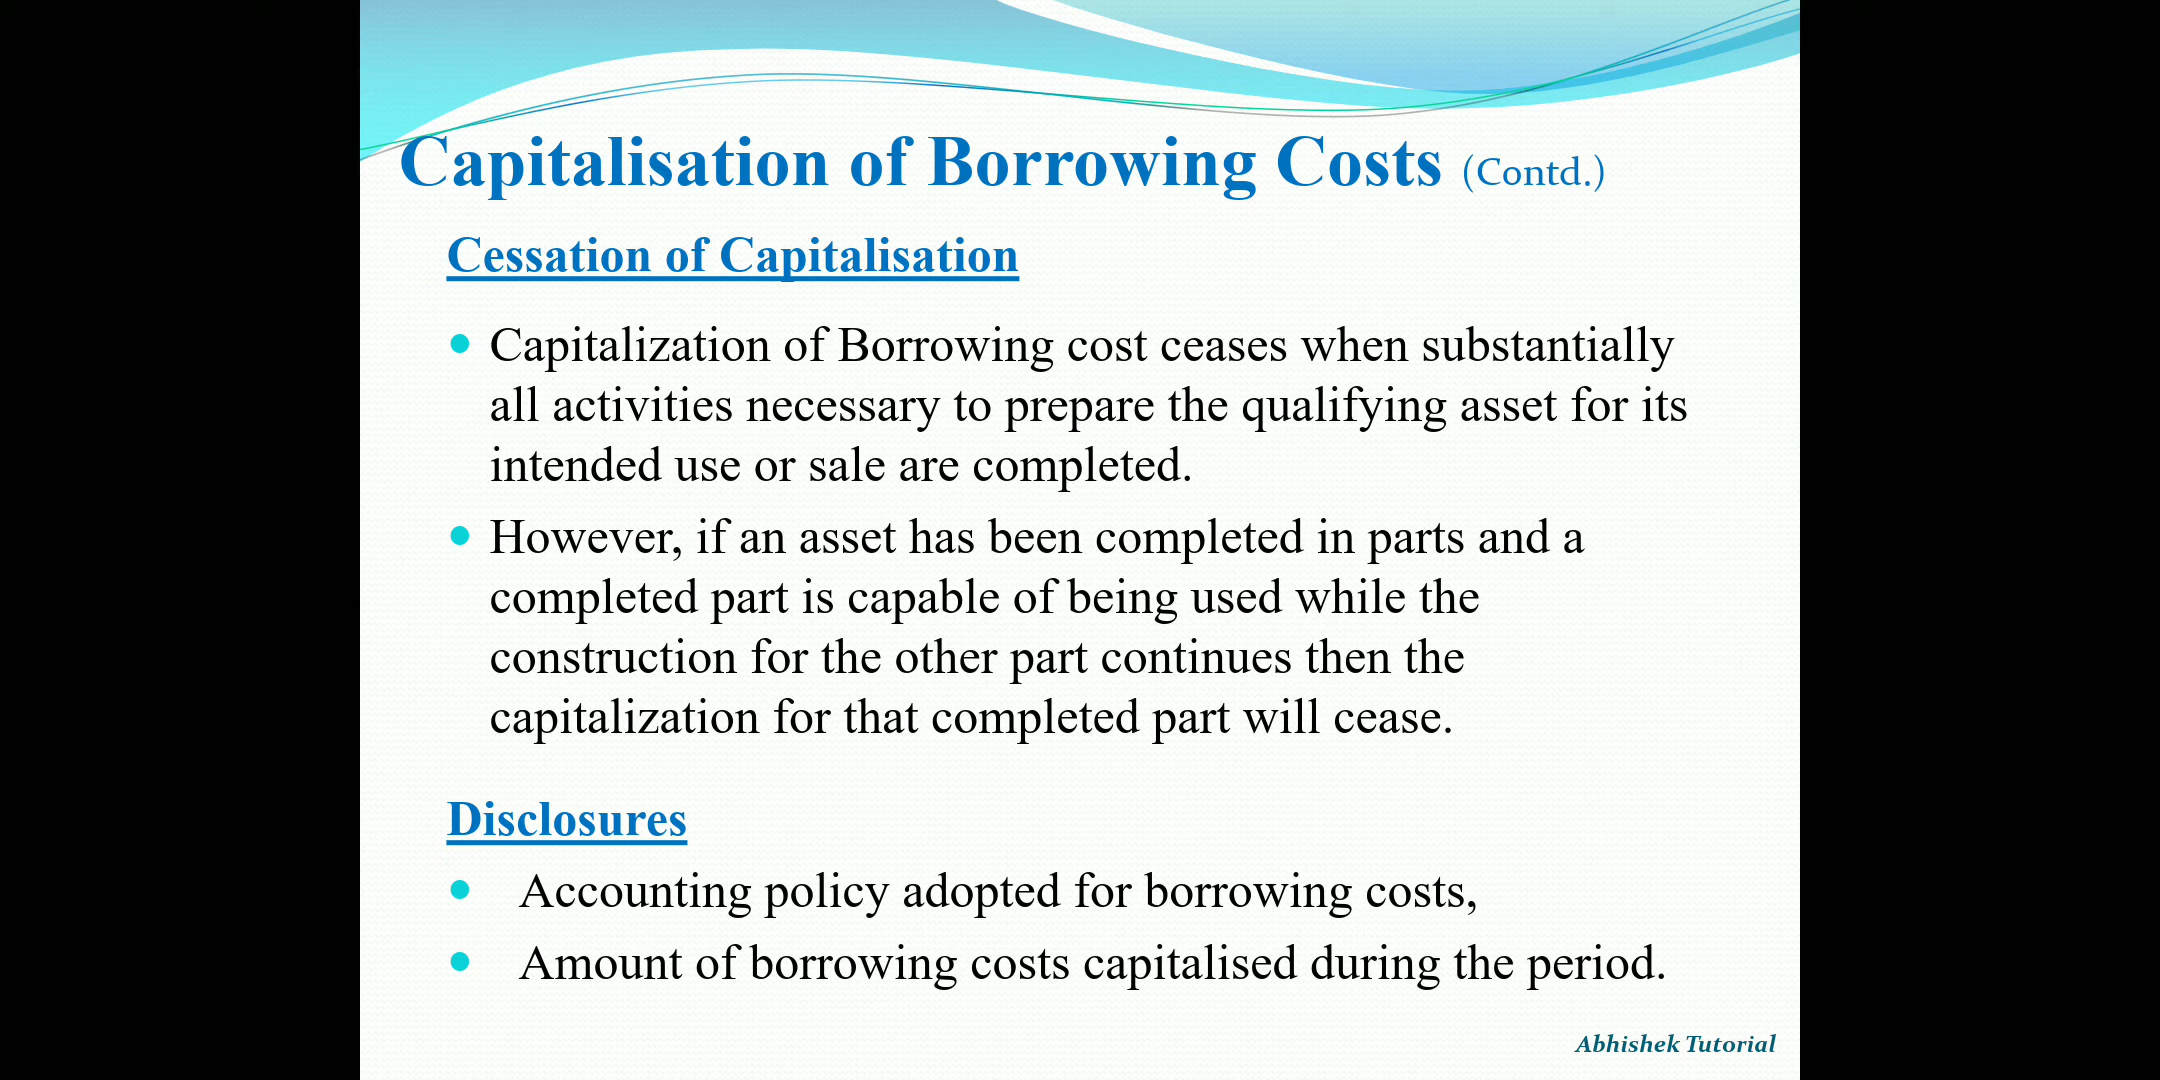 Capitalisation of Borrowing Costs (Contd.)
Cessation of Capitalisation
• Capitalization of Borrowing cost ceases when substantially
all activities necessary to prepare the qualifying asset for its
intended use or sale are completed.
• However, if an asset has been completed in parts and a
completed part is capable of being used while the
construction for the other part continues then the
capitalization for that completed part will cease.
Disclosures
• Accounting policy adopted for borrowing costs,
• Amount of borrowing costs capitalised during the period.
Abhishek Tutorial